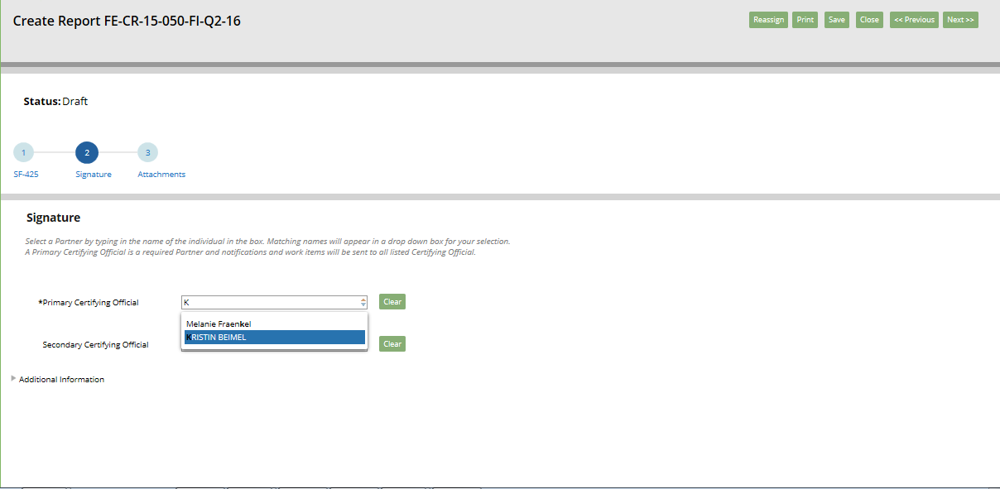 Create Report FE-CR-15-050-FI-Q2-16
Reassign Print Save Close << Previous Next >>
Status: Draft
1 2 3
SF-425 Signature Attachments
Signature
Select a Partner by typing in the name of the individual in the box. Matching names will appear in a drop down box for your selection.
A Primary Certifying Official is a required Partner and notifications and work items will be sent to all listed Certifying Official.
*Primary Certifying Official K Clear
Melanie Fraenkel
KRISTIN BEIMEL
Secondary Certifying Official Clear
Additional Information